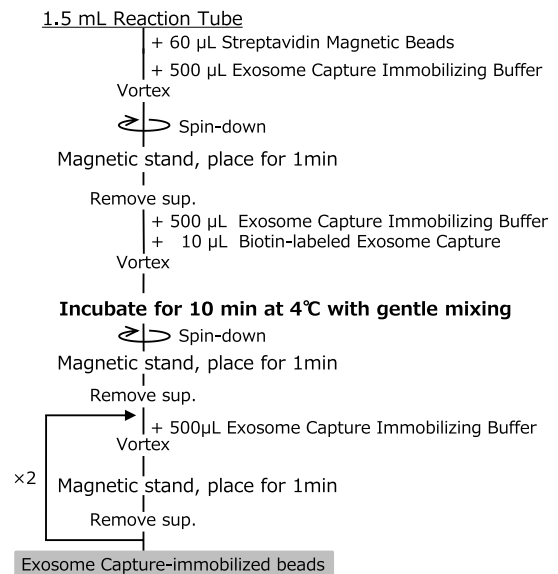 1.5 mL Reaction Tube
+ 60 μL Streptavidin Magnetic Beads
+ 500 μL Exosome Capture Immobilizing Buffer
Vortex
Spin-down
Magnetic stand, place for 1min
Remove sup.
+ 500 μL Exosome Capture Immobilizing Buffer
+ 10 μL Biotin-labeled Exosome Capture
Vortex
Incubate for 10 min at 4℃ with gentle mixing
Spin-down
Magnetic stand, place for 1min
Remove sup.
+ 500μL Exosome Capture Immobilizing Buffer
Vortex
×2
Magnetic stand, place for 1min
Remove sup.
Exosome Capture-immobilized beads